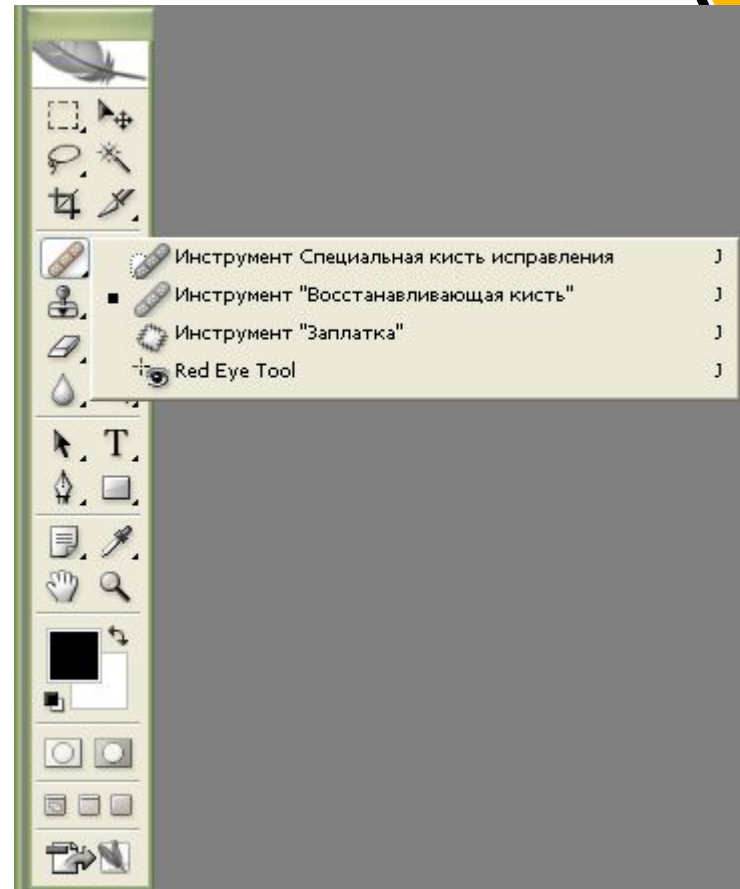 Инструмент Специальная кисть исправления J
Инструмент "Восстанавливающая кисть" J
Инструмент "Заплатка" J
Red Eye Tool J
T